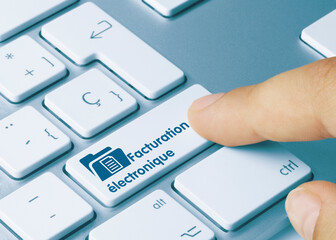 +
*
ç
Facturation
électronique
alt
ctrl